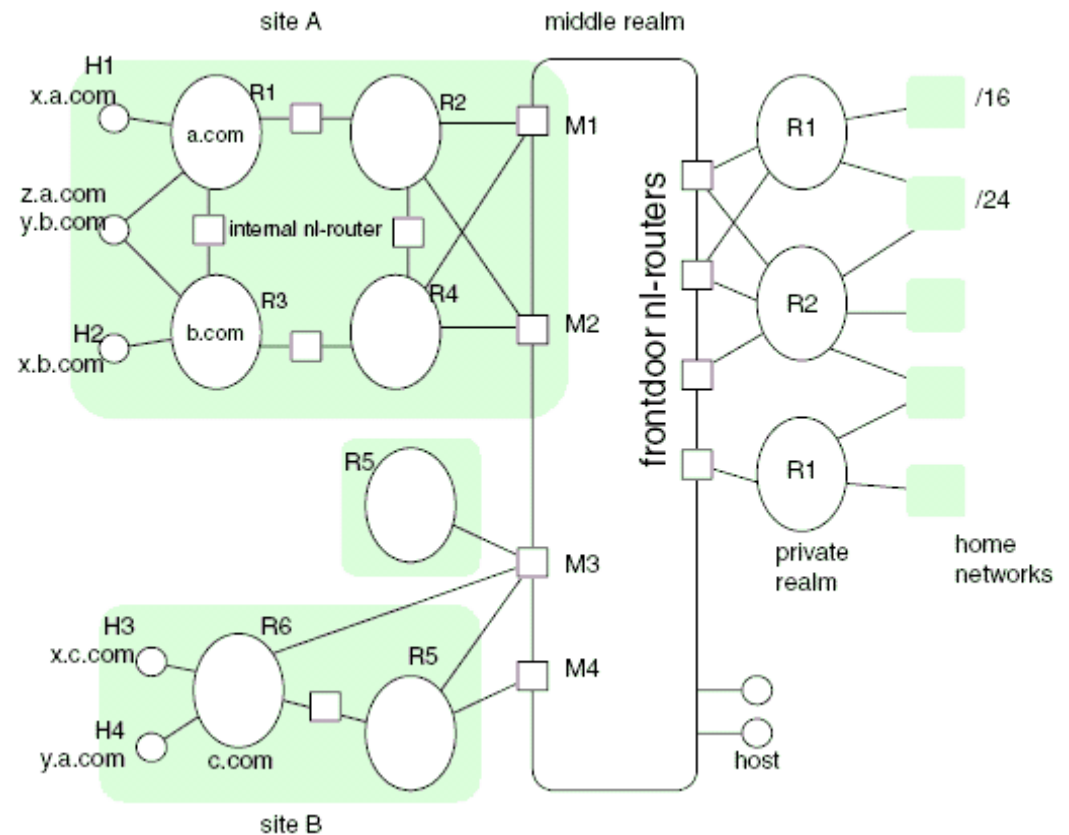 site A
middle realm
H1
x.a.com
R1
a.com
R2
M1
z.a.com
y.b.com
internal nl-router
R3
b.com
R4
M2
H2
x.b.com
frontdoor nl-routers
R1
/16
/24
R2
R1
private
realm
home
networks
R5
M3
H3
x.c.com
R6
R5
M4
H4
y.a.com
c.com
host
site B